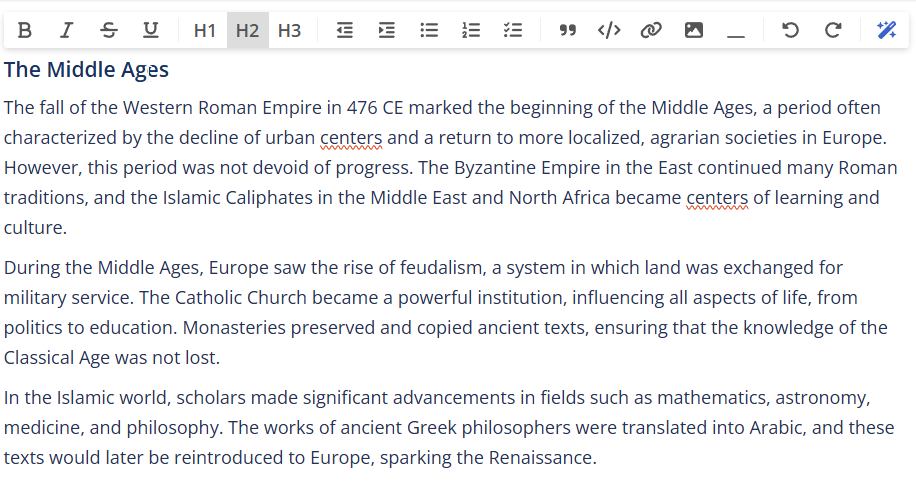 B I S U H1 H2 H3
The Middle Ages
The fall of the Western Roman Empire in 476 CE marked the beginning of the Middle Ages, a period often
characterized by the decline of urban centers and a return to more localized, agrarian societies in Europe.
However, this period was not devoid of progress. The Byzantine Empire in the East continued many Roman
traditions, and the Islamic Caliphates in the Middle East and North Africa became centers of learning and
culture.
During the Middle Ages, Europe saw the rise of feudalism, a system in which land was exchanged for
military service. The Catholic Church became a powerful institution, influencing all aspects of life, from
politics to education. Monasteries preserved and copied ancient texts, ensuring that the knowledge of the
Classical Age was not lost.
In the Islamic world, scholars made significant advancements in fields such as mathematics, astronomy,
medicine, and philosophy. The works of ancient Greek philosophers were translated into Arabic, and these
texts would later be reintroduced to Europe, sparking the Renaissance.